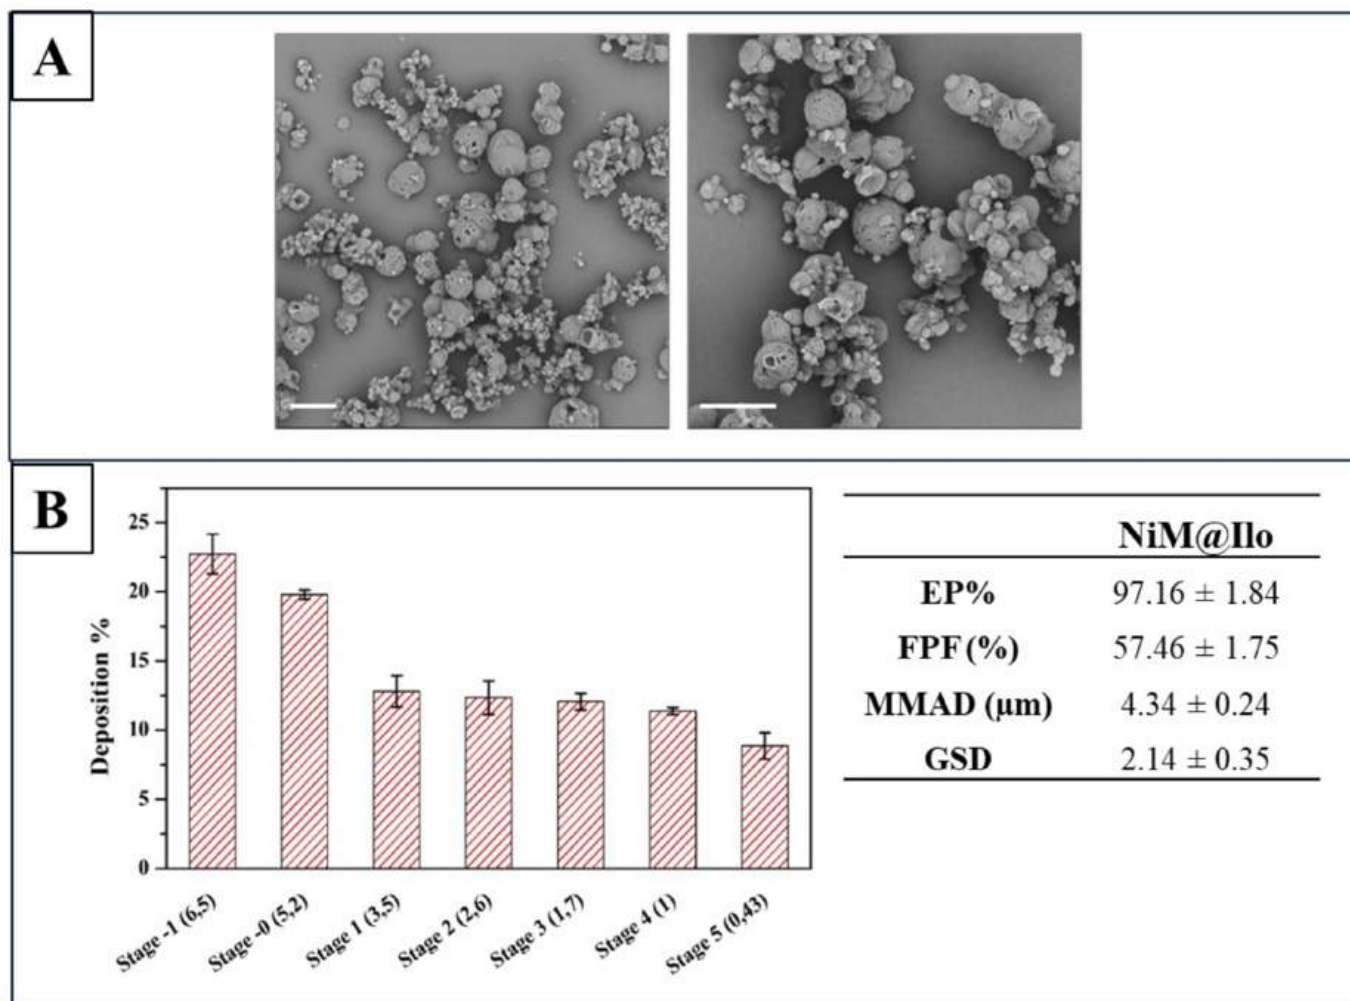 A
B
Deposition %
25
20
15
10
5
0
Stage -1 (6,5)
Stage -0 (5,2)
Stage 1 (3,5)
Stage 2 (2,6)
Stage 3 (1,7)
Stage 4 (1)
Stage 5 (0,43)
NiM@Ilo
EP% 97.16 ± 1.84
FPF (%) 57.46 ± 1.75
MMAD (µm) 4.34 ± 0.24
GSD 2.14 ± 0.35